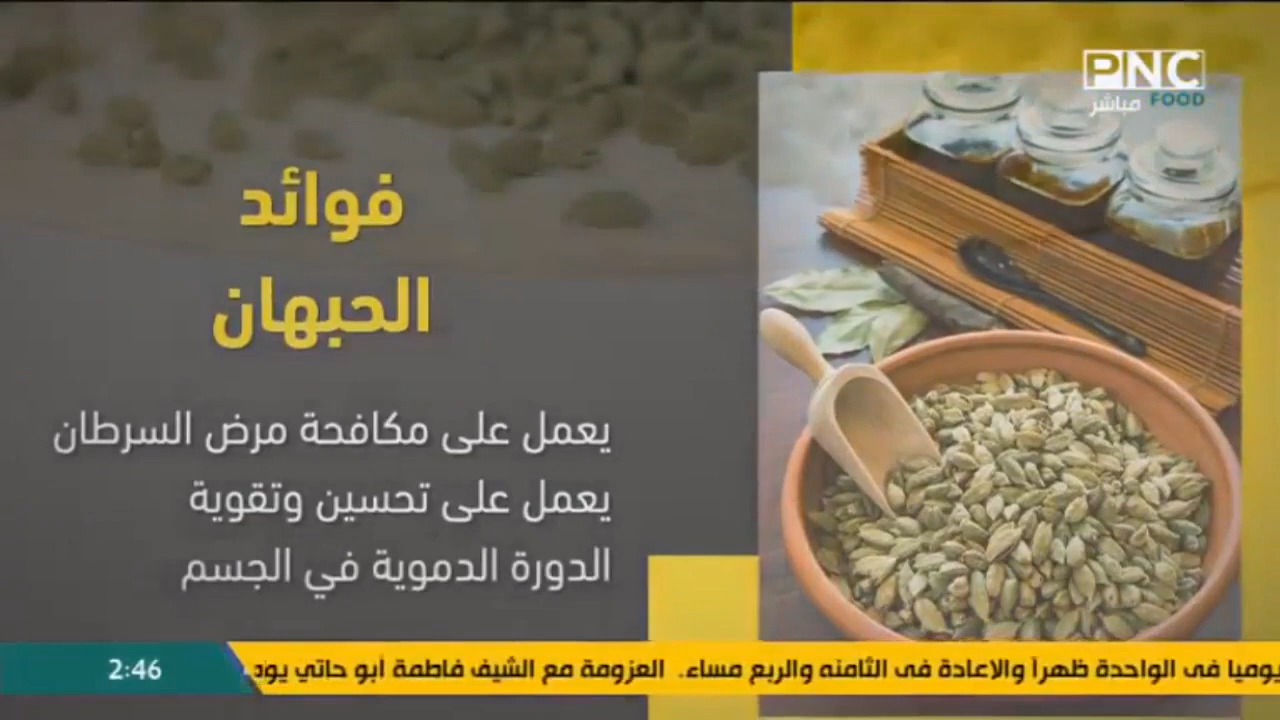 PNC
FOOD مباشر
فوائد
الحبهان
يعمل على مكافحة مرض السرطان
يعمل على تحسين وتقوية
الدورة الدموية في الجسم
يوميا فى الواحدة ظهرآ والاعادة فى الثامنه والربع مساء. العزومة مع الشيف فاطمة أبو حاتي
2:46